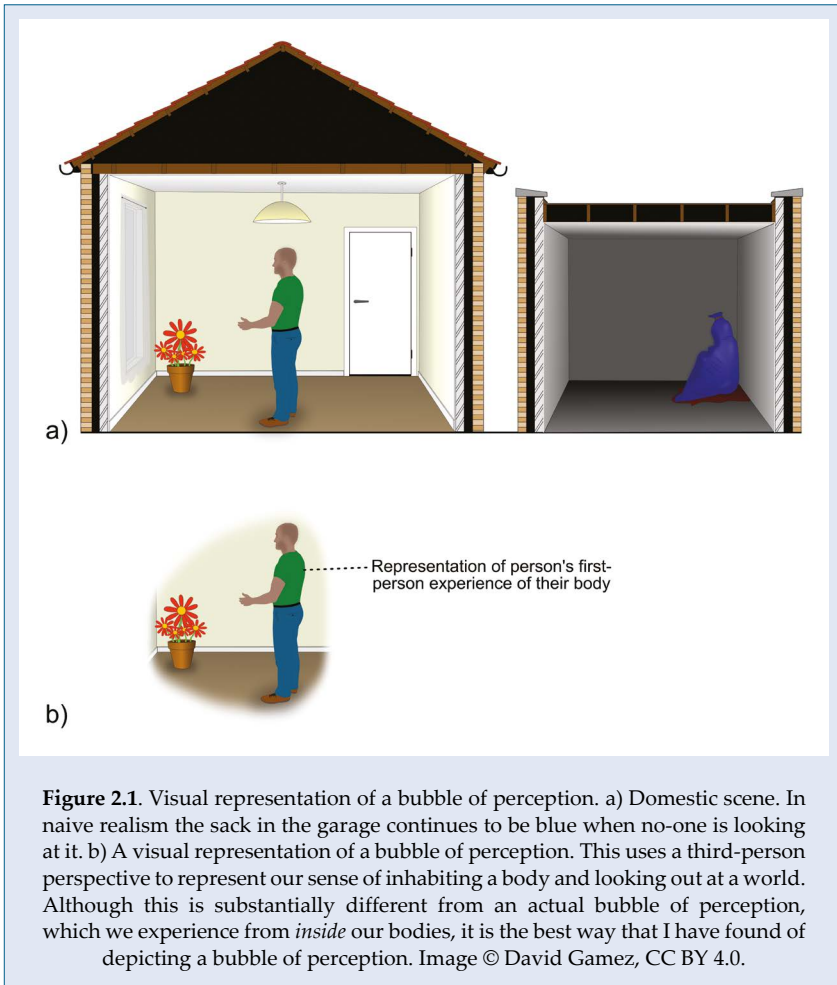 a)
Representation of person's first-
person experience of their body
b)
Figure 2.1. Visual representation of a bubble of perception. a) Domestic scene. In
naive realism the sack in the garage continues to be blue when no-one is looking
at it. b) A visual representation of a bubble of perception. This uses a third-person
perspective to represent our sense of inhabiting a body and looking out at a world.
Although this is substantially different from an actual bubble of perception,
which we experience from inside our bodies, it is the best way that I have found of
depicting a bubble of perception. Image © David Gamez, CC BY 4.0.